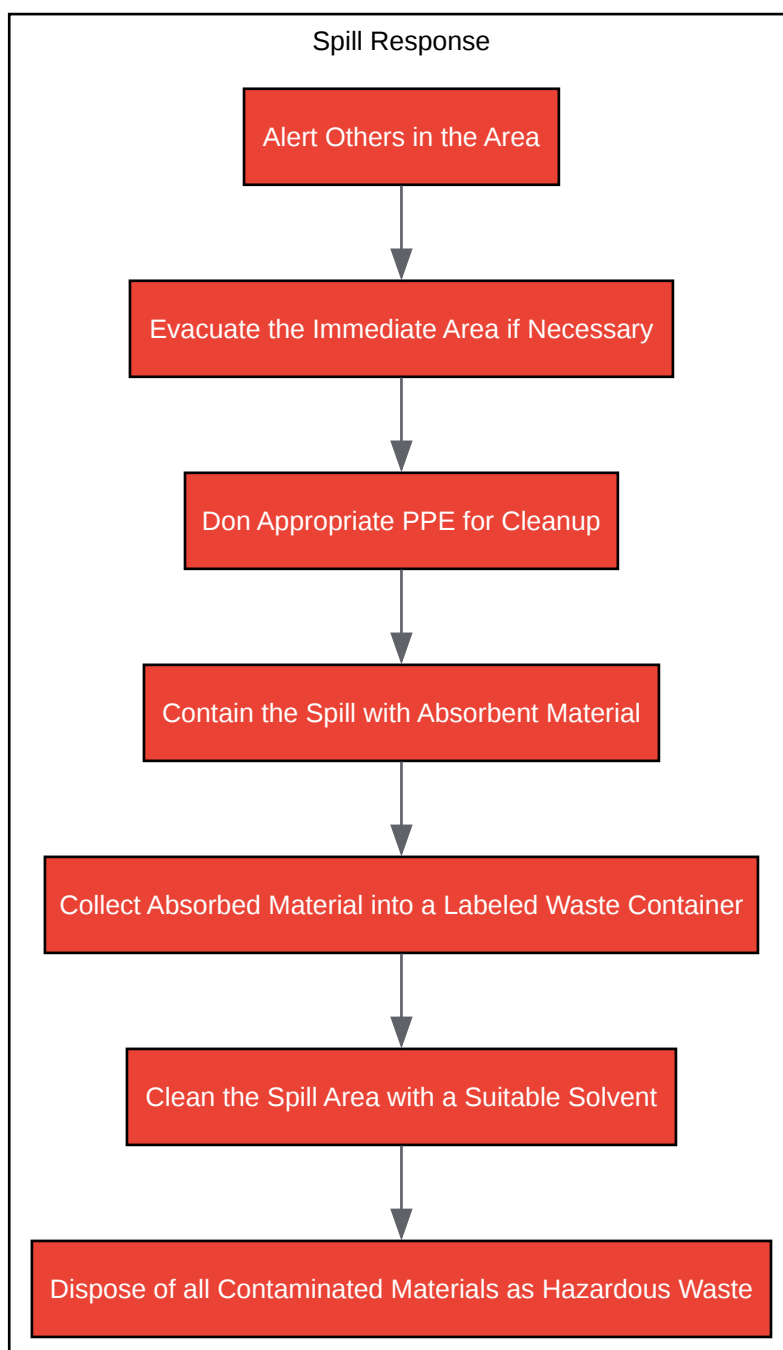 Spill Response
Alert Others in the Area
Evacuate the Immediate Area if Necessary
Don Appropriate PPE for Cleanup
Contain the Spill with Absorbent Material
Collect Absorbed Material into a Labeled Waste Container
Clean the Spill Area with a Suitable Solvent
Dispose of all Contaminated Materials as Hazardous Waste